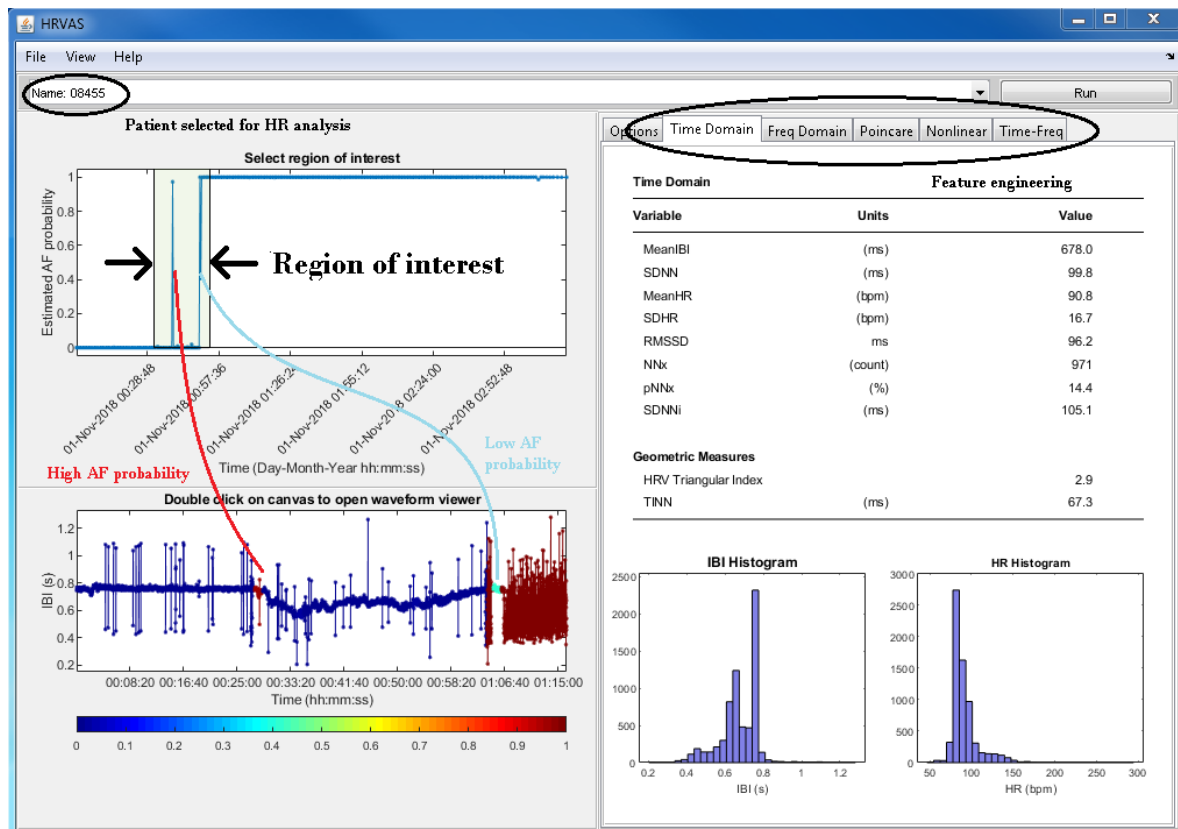 HRVAS
File View Help
Name: 08455
Run
Patient selected for HR analysis
Select region of interest
Estimated AF probability
1
0.8
0.6
0.4
0.2
0
Region of interest
01-Nov-2018 00:28:48
01-Nov-2018 00:57:36
01-Nov-2018 01:26:2
01-Nov-2018 01:55:12
01-Nov-2018 02:24:00
01-Nov-2018 02:52:48
Time (Day-Month-Year hh:mm:ss)
High AF probability
Low AF
probability
Double click on canvas to open waveform viewer
IBI (s)
1.2
1
0.8
0.6
0.4
0.2
00:08:20 00:16:40 00:25:00 00:33:20 00:41:40 00:50:00 00:58:20 01:06:40 01:15:00
Time (hh:mm:ss)
0 0.1 0.2 0.3 0.4 0.5 0.6 0.7 0.8 0.9 1
Options Time Domain Freq Domain Poincare Nonlinear Time-Freq
Time Domain Feature engineering
Variable Units Value
MeanIBI (ms) 678.0
SDNN (ms) 99.8
MeanHR (bpm) 90.8
SDHR (bpm) 16.7
RMSSD ms 96.2
NNx (count) 971
pNNx (%) 14.4
SDNNi (ms) 105.1
Geometric Measures
HRV Triangular Index 2.9
TINN (ms) 67.3
IBI Histogram
2500
2000
1500
1000
500
0
0.2 0.4 0.6 0.8 1 1.2
IBI (s)
HR Histogram
3000
2500
2000
1500
1000
500
0
50 100 150 200 250 300
HR (bpm)